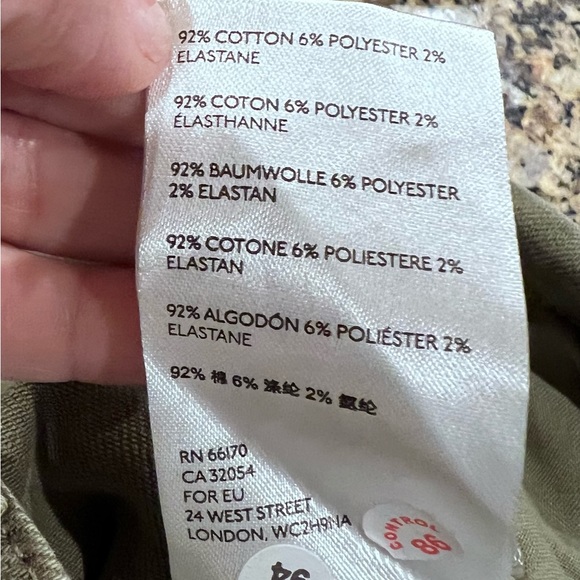 92% COTTON 6% POLYESTER 2%
ELASTANE
92% COTON 6% POLYESTER 2%
ÉLASTHANNE
92% BAUMWOLLE 6% POLYESTER
2% ELASTAN
92% COTONE 6% POLIESTERE 2%
ELASTAN
92% ALGODÓN 6% POLIÉSTER 2%
ELASTANE
92% 棉 6% 涤纶 2% 氨纶
RN 66170
CA 32054
FOR EU
24 WEST STREET
LONDON, WC2H9NA
CONTROL
86
94